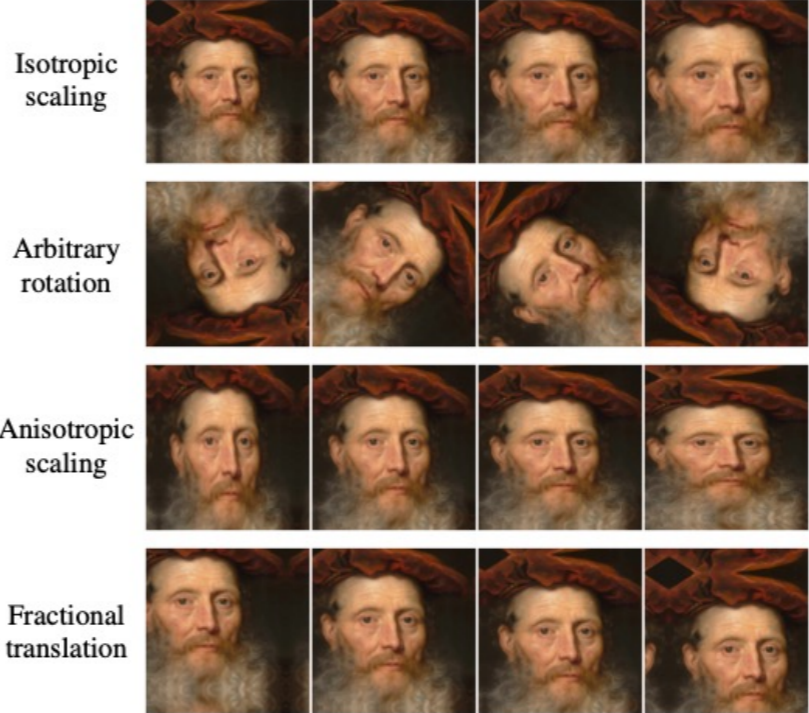 Isotropic
scaling
Arbitrary
rotation
Anisotropic
scaling
Fractional
translation